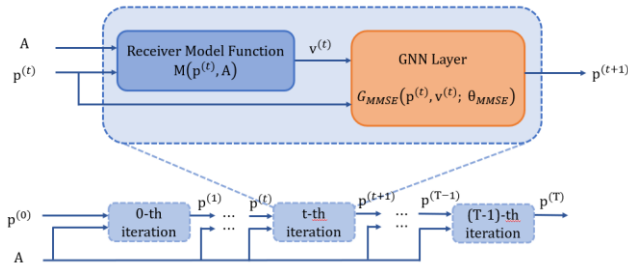 A
p^(t)
Receiver Model Function
M(p^(t), A)
v^(t)
GNN Layer
G_MMSE(p^(t), v^(t); θ_MMSE)
p^(t+1)
p^(0)
A
0-th
iteration
p^(1)
...
...
p^(t)
t-th
iteration
p^(t+1)
...
...
p^(T−1)
(T-1)-th
iteration
p^(T)